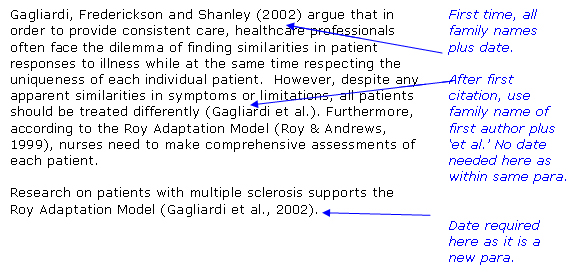 Gagliardi, Frederickson and Shanley (2002) argue that in
order to provide consistent care, healthcare professionals
often face the dilemma of finding similarities in patient
responses to illness while at the same time respecting the
uniqueness of each individual patient.  However, despite any
apparent similarities in symptoms or limitations, all patients
should be treated differently (Gagliardi et al.). Furthermore,
according to the Roy Adaptation Model (Roy & Andrews,
1999), nurses need to make comprehensive assessments of
each patient.
Research on patients with multiple sclerosis supports the
Roy Adaptation Model (Gagliardi et al., 2002).
First time, all
family names
plus date.
After first
citation, use
family name of
first author plus
‘et al.’ No date
needed here as
within same para.
Date required
here as it is a
new para.